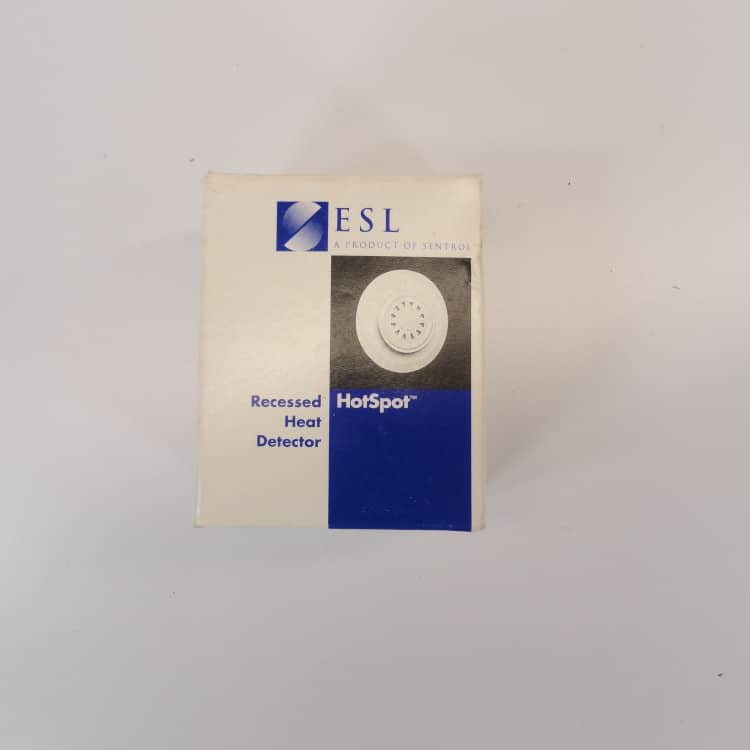 ESL
A PRODUCT OF SENTROL
Recessed
Heat
Detector
HotSpot™